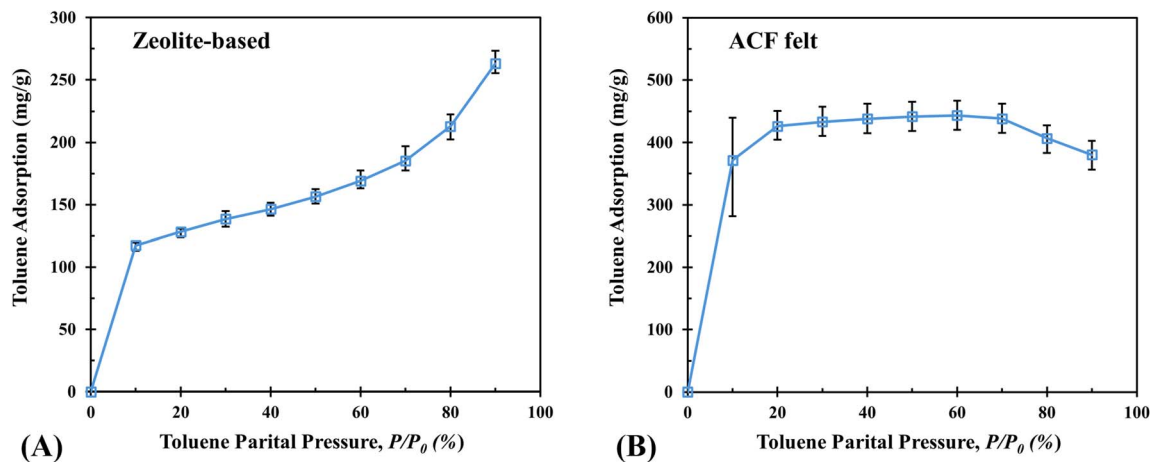 Zeolite-based
Toluene Adsorption (mg/g)
300
250
200
150
100
50
0
0 20 40 60 80 100
Toluene Parital Pressure, P/P0 (%)
(A)
ACF felt
Toluene Adsorption (mg/g)
600
500
400
300
200
100
0
0 20 40 60 80 100
Toluene Parital Pressure, P/P0 (%)
(B)